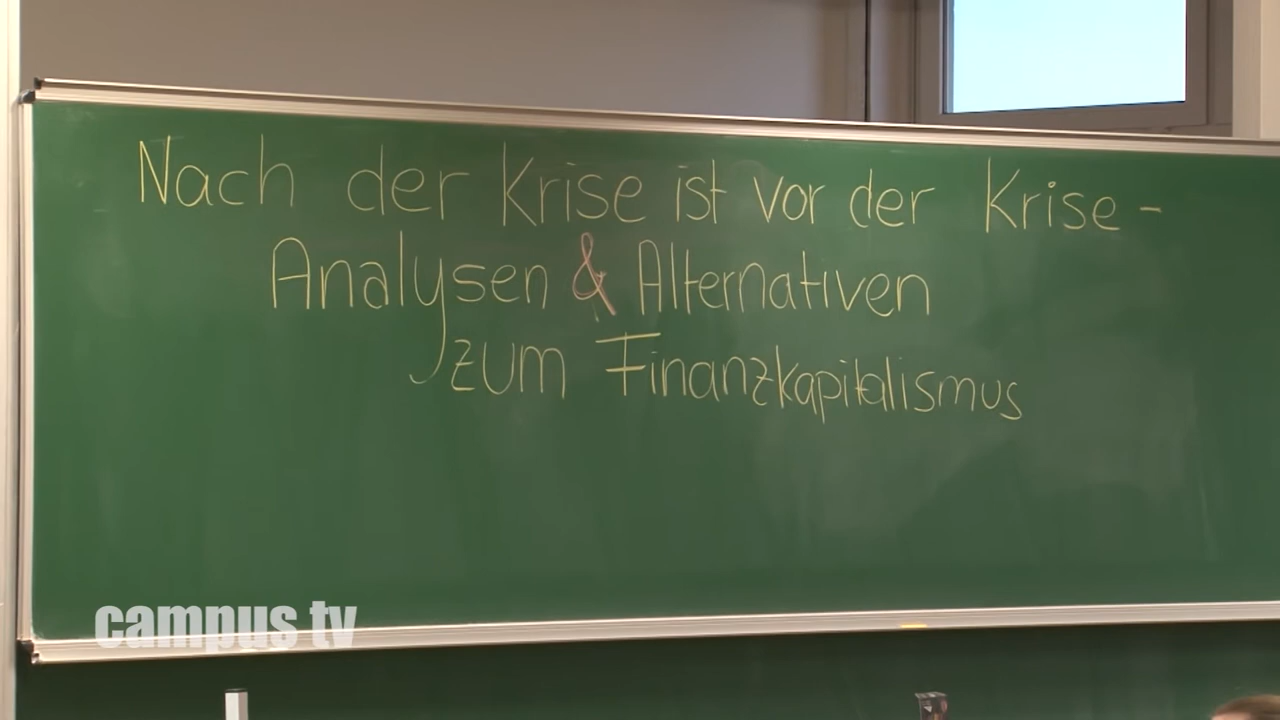 Nach der Krise ist vor der Krise -
Analysen & Alternativen
zum Finanzkapitalismus
campus tv